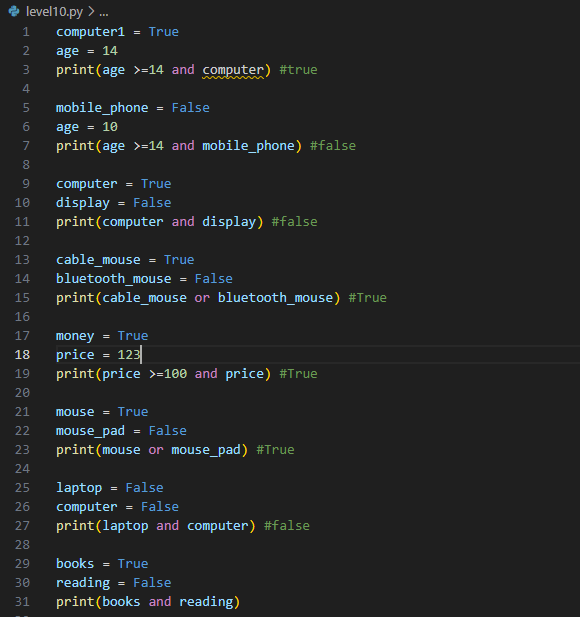 level10.py > ...
1 computer1 = True
2 age = 14
3 print(age >=14 and computer) #true
4
5 mobile_phone = False
6 age = 10
7 print(age >=14 and mobile_phone) #false
8
9 computer = True
10 display = False
11 print(computer and display) #false
12
13 cable_mouse = True
14 bluetooth_mouse = False
15 print(cable_mouse or bluetooth_mouse) #True
16
17 money = True
18 price = 123
19 print(price >=100 and price) #True
20
21 mouse = True
22 mouse_pad = False
23 print(mouse or mouse_pad) #True
24
25 laptop = False
26 computer = False
27 print(laptop and computer) #false
28
29 books = True
30 reading = False
31 print(books and reading)